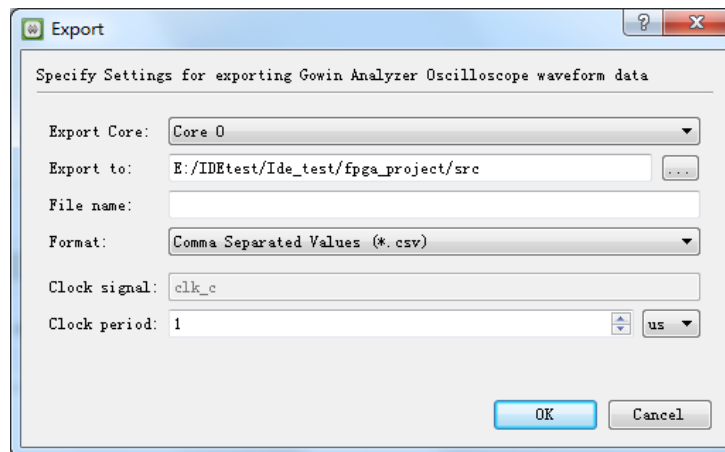 Export
Specify Settings for exporting Gowin Analyzer Oscilloscope waveform data
Export Core: Core 0
Export to: E:/IDEtest/Ide_test/fpga_project/src ...
File name:
Format: Comma Separated Values (*.csv)
Clock signal: clk_c
Clock period: 1 us
OK Cancel